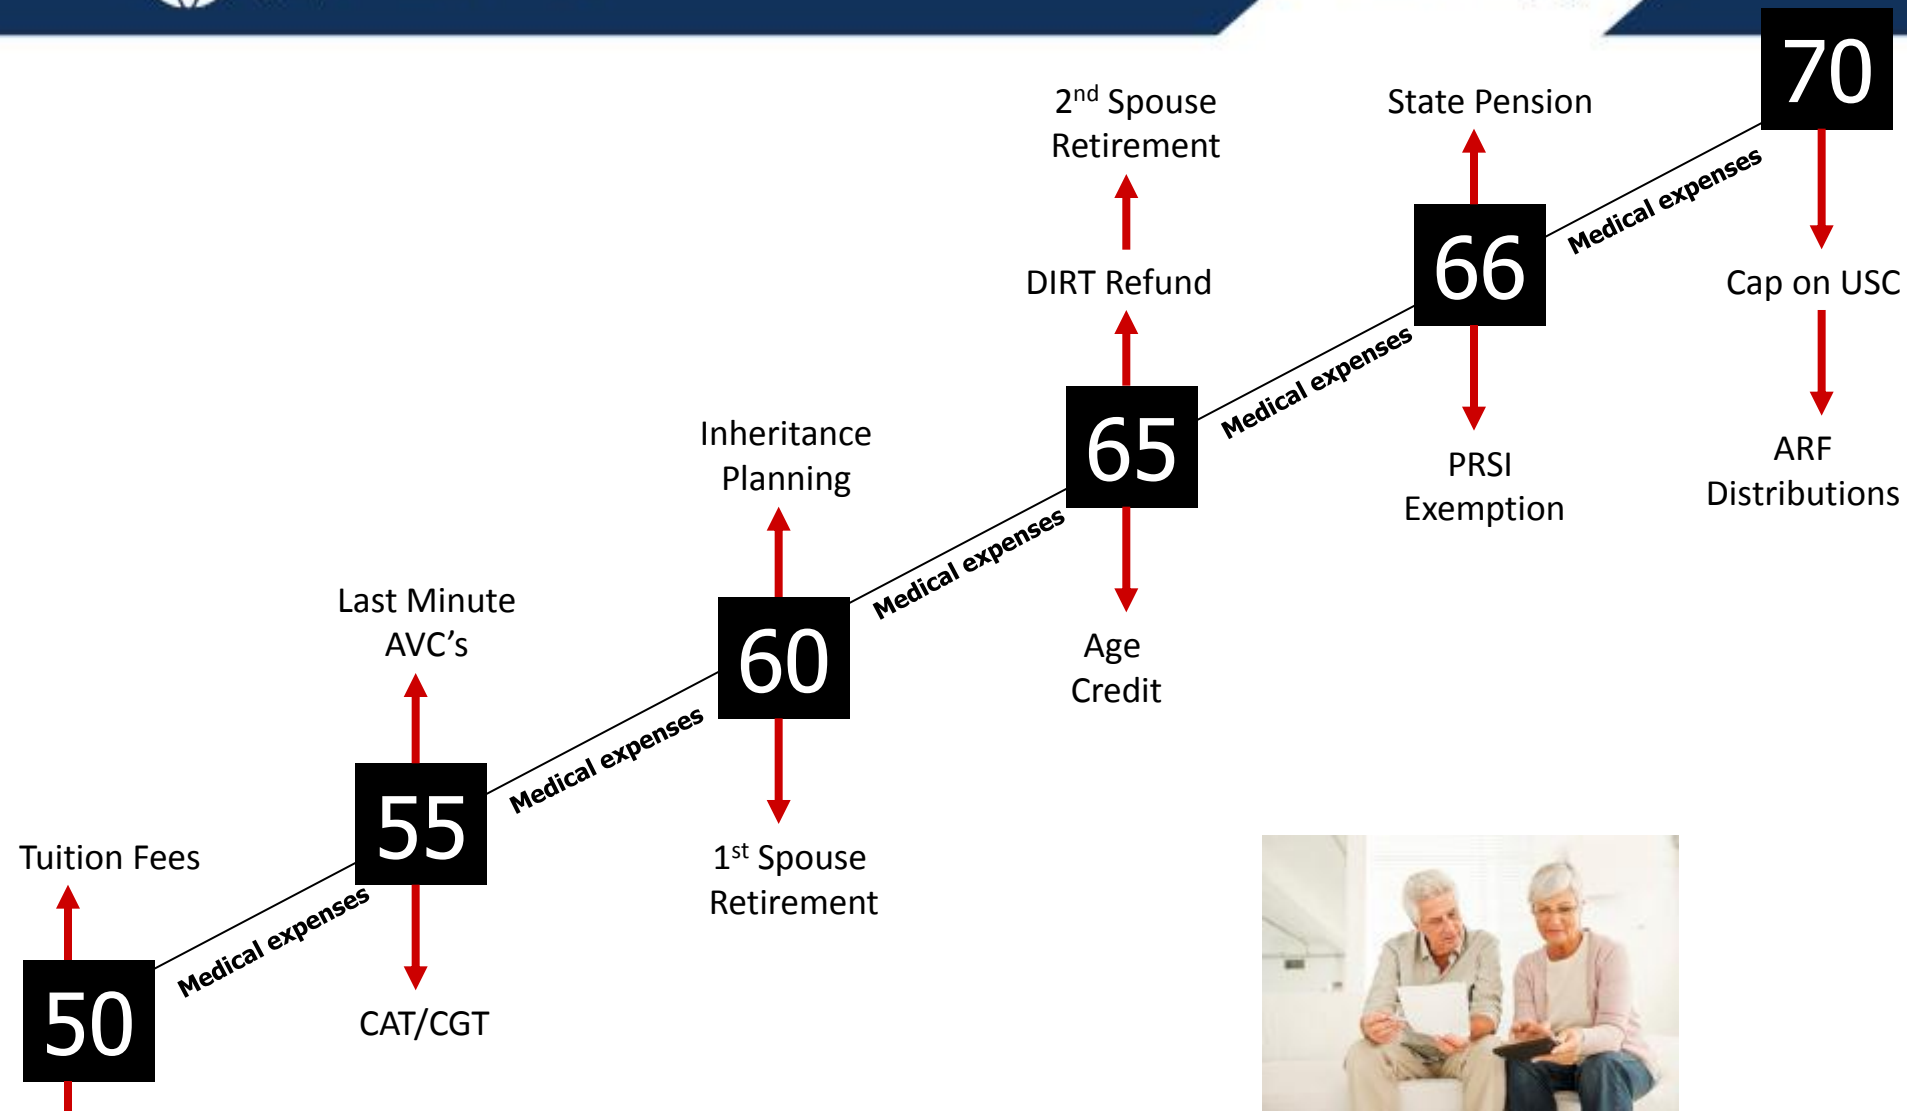 70
2nd Spouse
Retirement
State Pension
Medical expenses
66
DIRT Refund
Cap on USC
Medical expenses
65
Inheritance
Planning
PRSI
Exemption
ARF
Distributions
Medical expenses
Last Minute
AVC’s
60
Age
Credit
Medical expenses
55
Tuition Fees
1st Spouse
Retirement
Medical expenses
50
CAT/CGT